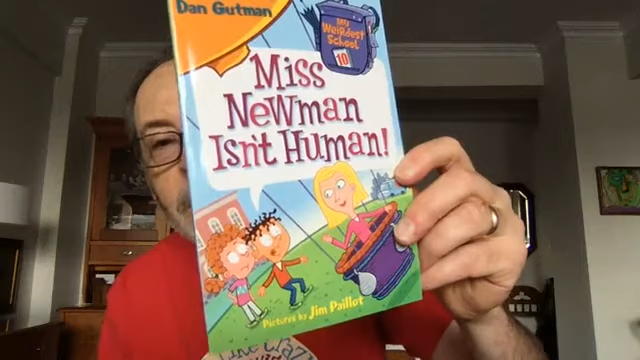 Dan Gutman
My
Weirdest
School
10
Miss
Newman
Isn't Human!
Pictures by Jim Paillot